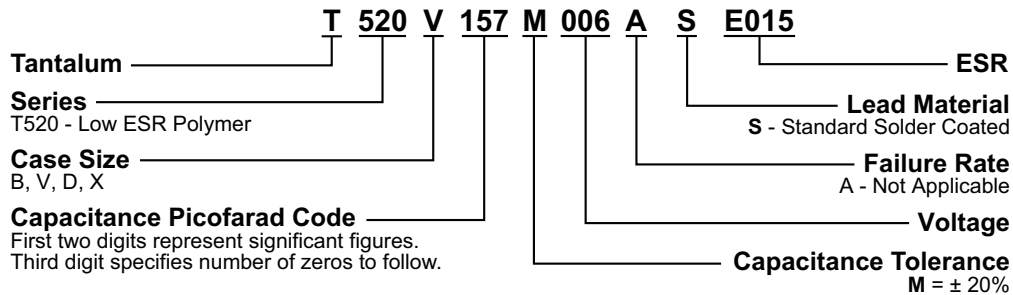 T 520 V 157 M 006 A S E015
Tantalum
Series
T520 - Low ESR Polymer
Case Size
B, V, D, X
Capacitance Picofarad Code
First two digits represent significant figures.
Third digit specifies number of zeros to follow.
ESR
Lead Material
S - Standard Solder Coated
Failure Rate
A - Not Applicable
Voltage
Capacitance Tolerance
M = ± 20%